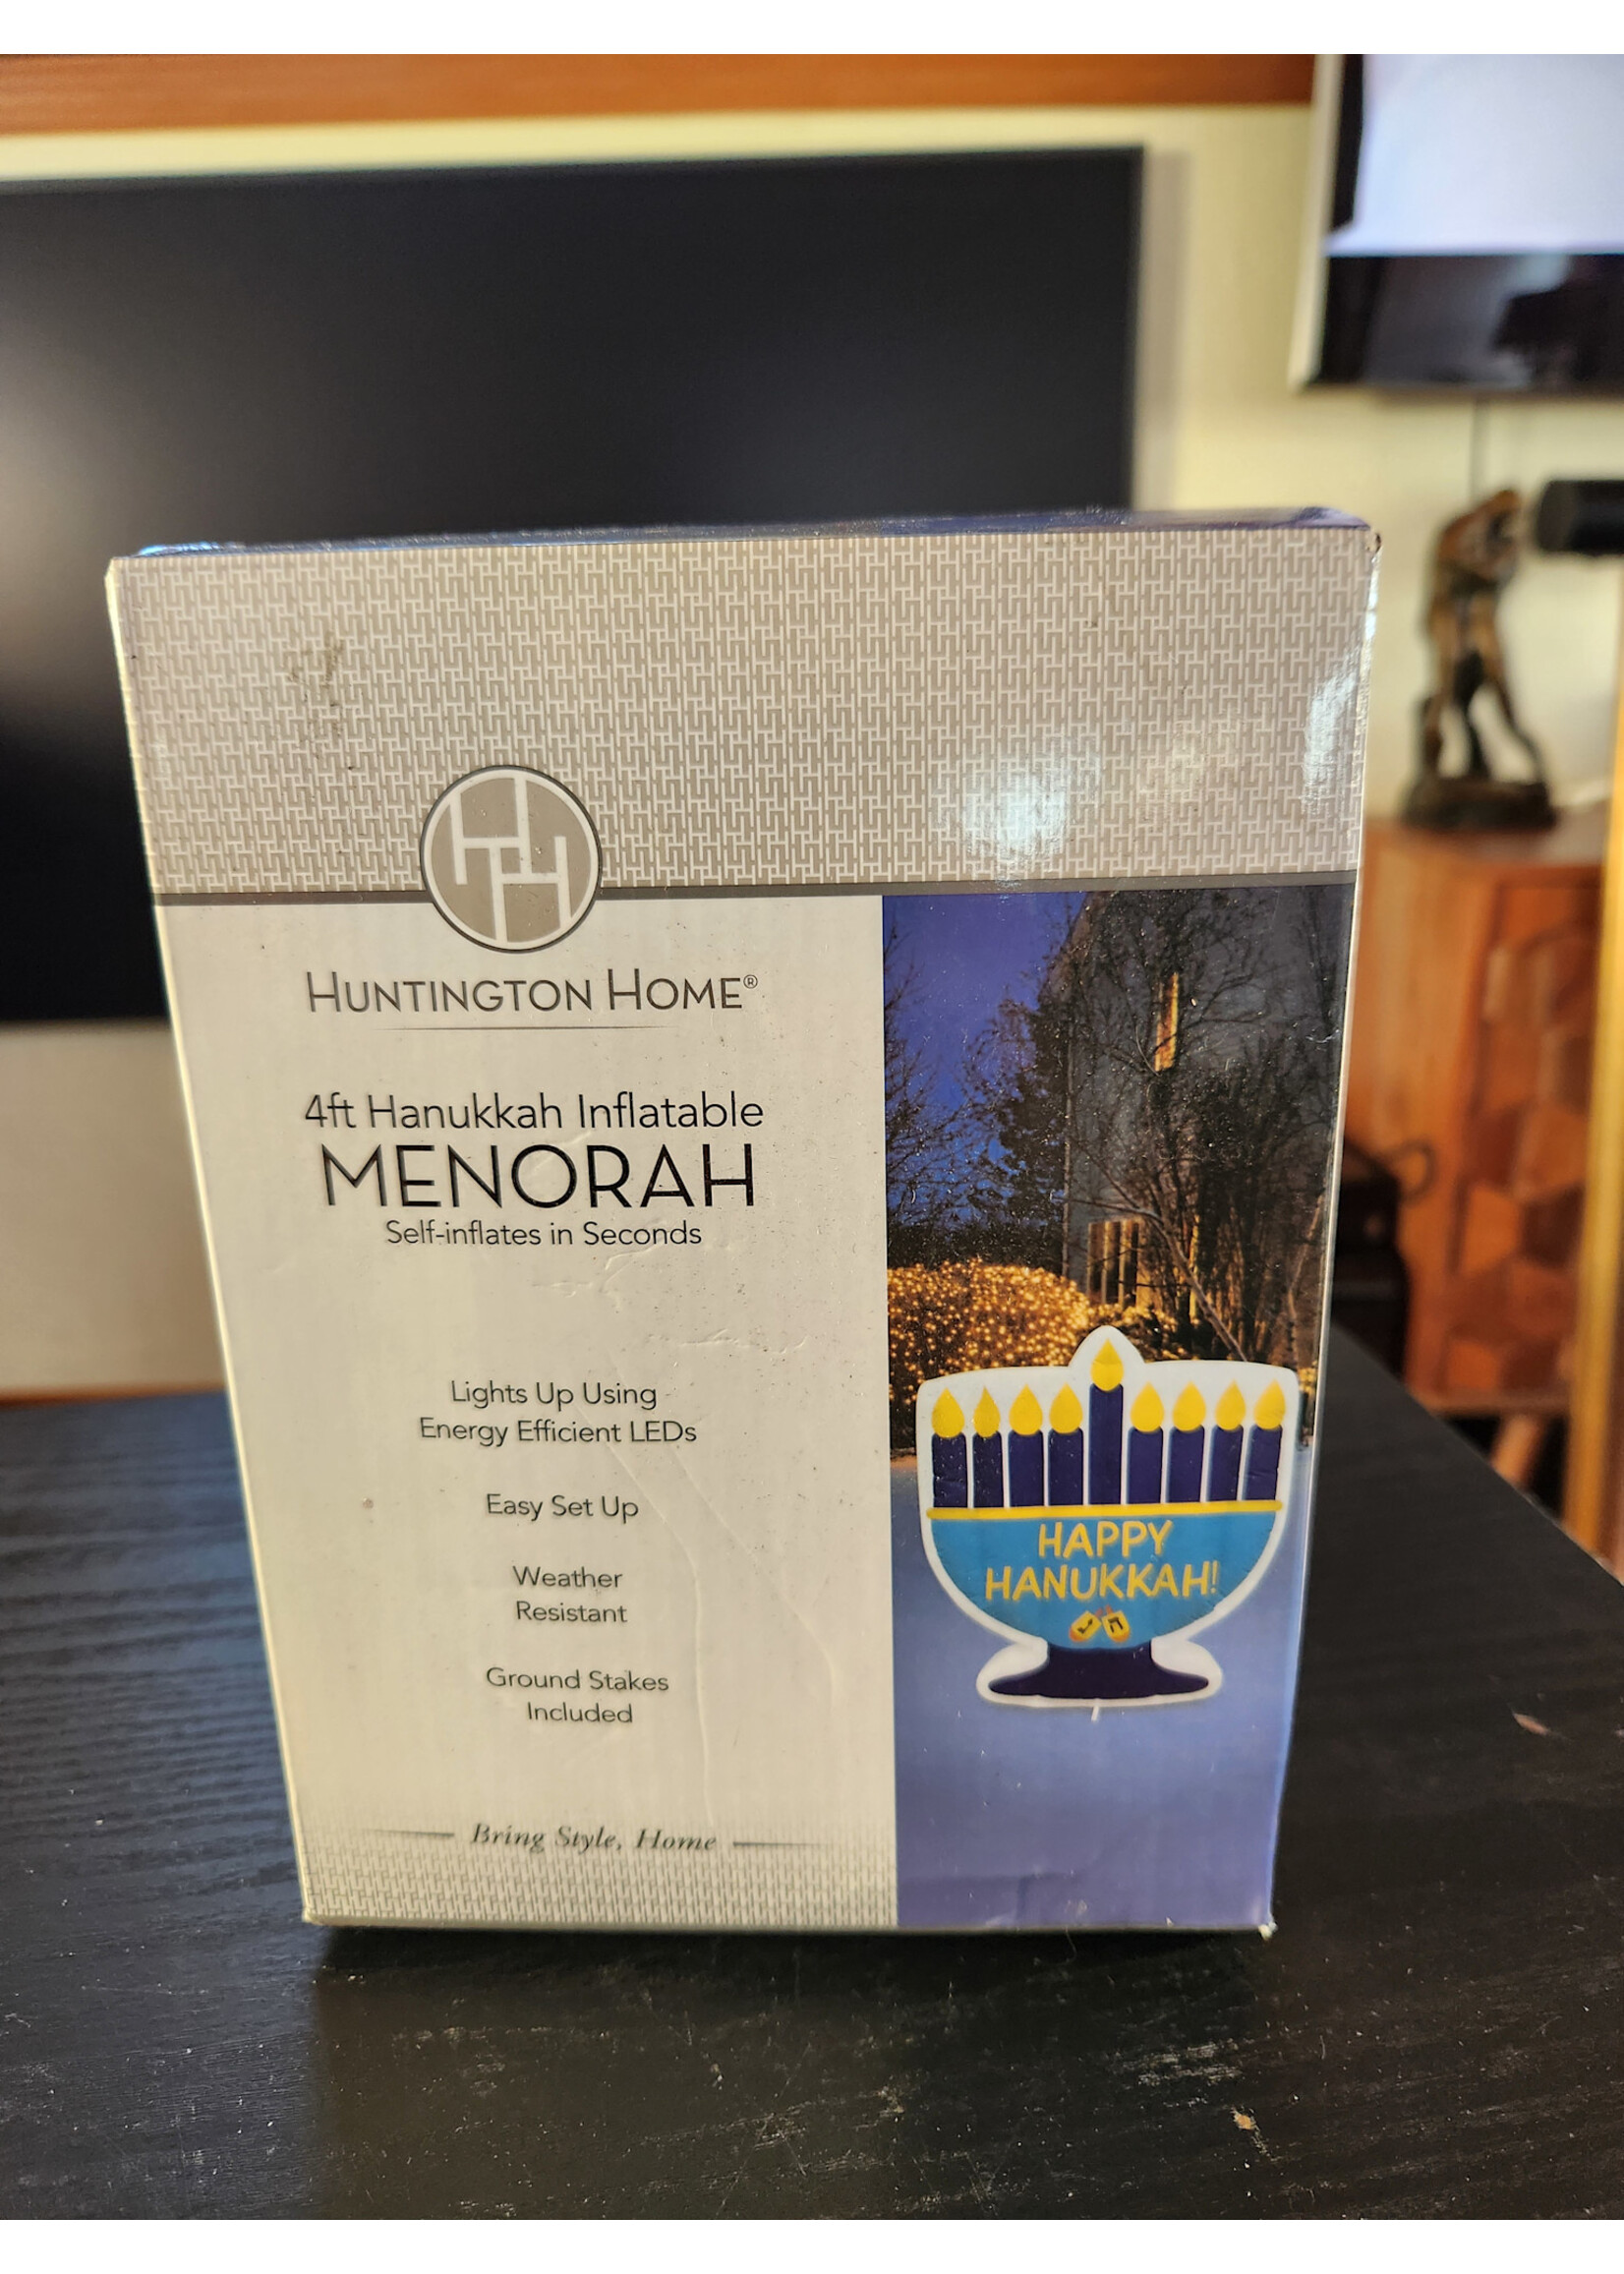 HUNTINGTON HOME®
4ft Hanukkah Inflatable
MENORAH
Self-inflates in Seconds
Lights Up Using
Energy Efficient LEDs
Easy Set Up
Weather
Resistant
Ground Stakes
Included
Bring Style, Home
HAPPY
HANUKKAH!